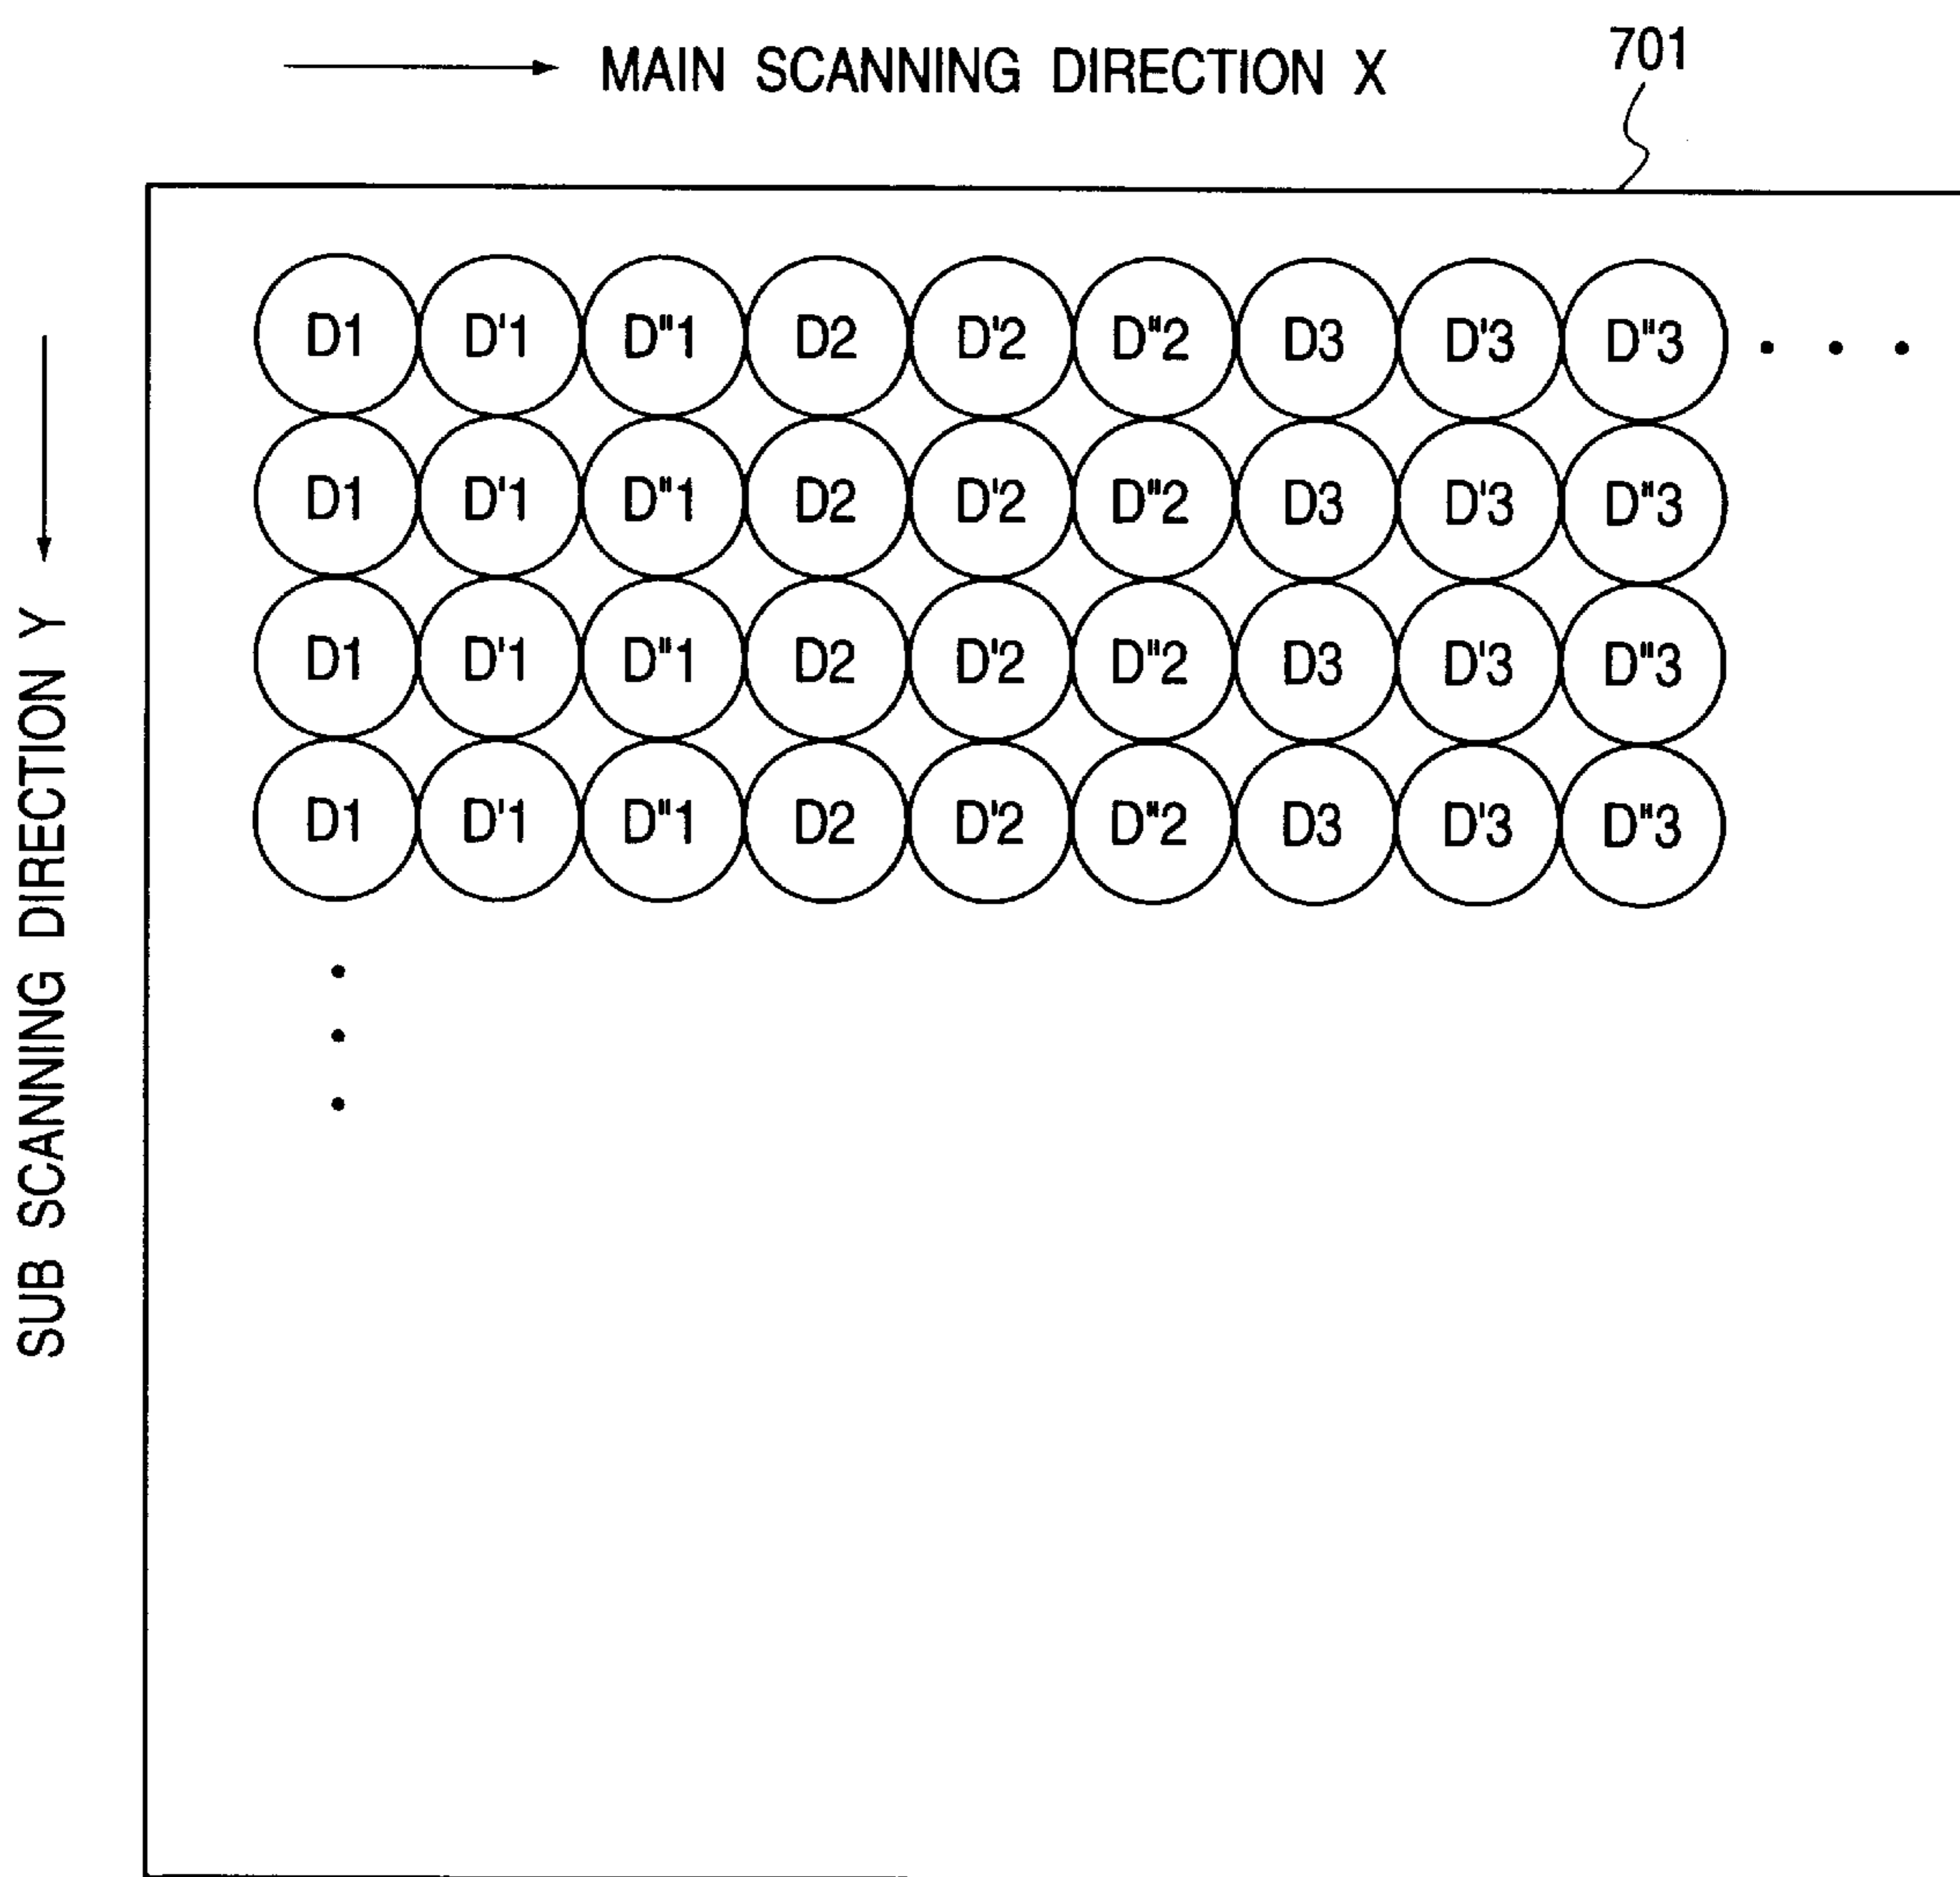 MAIN SCANNING DIRECTION X
701
SUB SCANNING DIRECTION Y
D1 D'1 D"1 D2 D'2 D"2 D3 D'3 D"3 . . .
D1 D'1 D"1 D2 D'2 D"2 D3 D'3 D"3
D1 D'1 D"1 D2 D'2 D"2 D3 D'3 D"3
D1 D'1 D"1 D2 D'2 D"2 D3 D'3 D"3